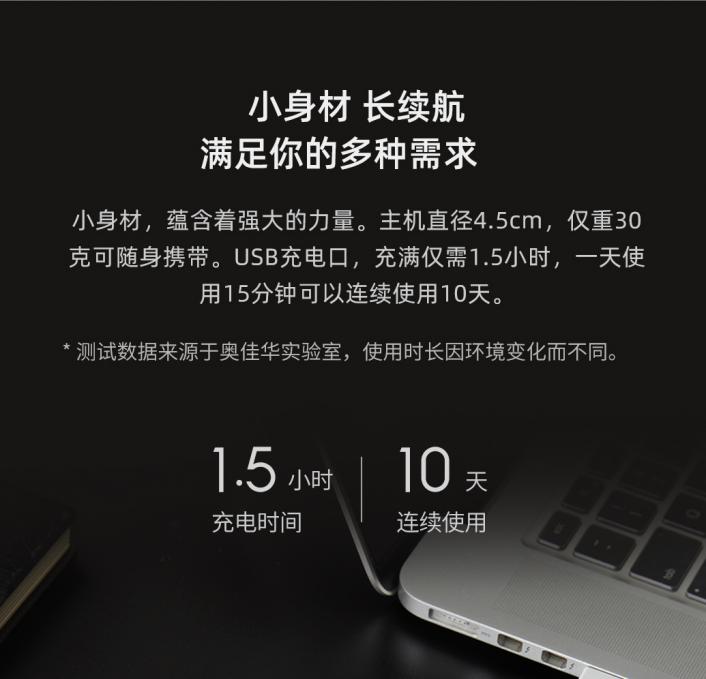 小身材 长续航
满足你的多种需求
小身材，蕴含着强大的力量。主机直径4.5cm，仅重30
克可随身携带。USB充电口，充满仅需1.5小时，一天使
用15分钟可以连续使用10天。
* 测试数据来源于奥佳华实验室，使用时长因环境变化而不同。
1.5 小时
充电时间
10 天
连续使用